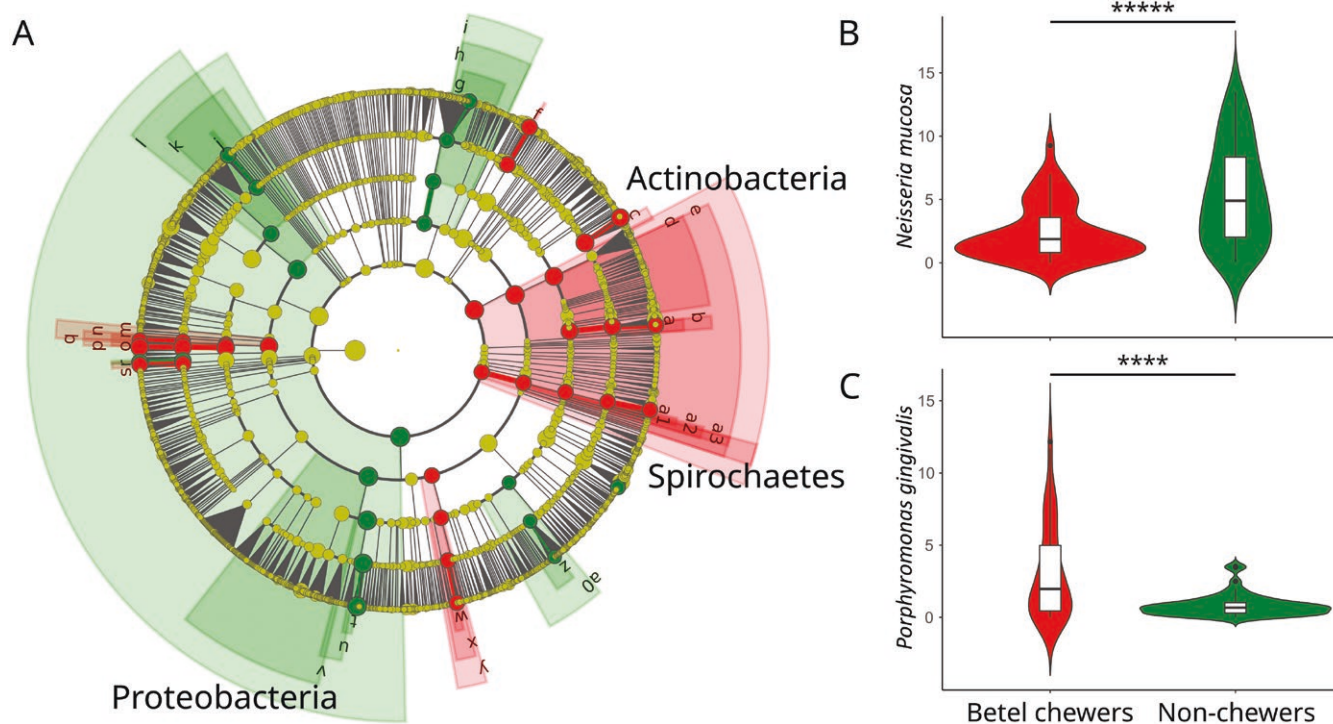 A
i
h
g
f
l
k
j
Actinobacteria
c
d
e
a
b
q
p
n
m
o
r
s
a1
a2
a3
Spirochaetes
z
a0
t
u
v
w
x
y
Proteobacteria
B
*****
15
10
5
0
Neisseria mucosa
C
****
15
10
5
0
Porphyromonas gingivalis
Betel chewers Non-chewers